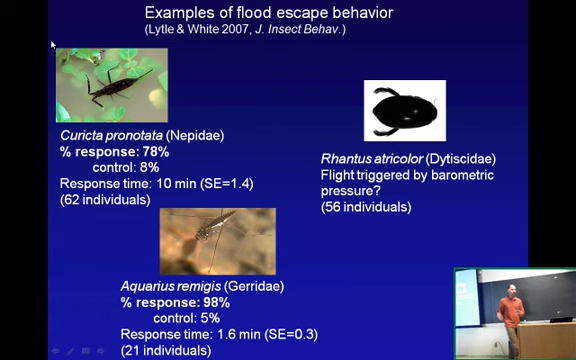 Examples of flood escape behavior
(Lytle & White 2007, J. Insect Behav.)
Curicta pronotata (Nepidae)
% response: 78%
control: 8%
Response time: 10 min (SE=1.4)
(62 individuals)
Rhantus atricolor (Dytiscidae)
Flight triggered by barometric
pressure?
(56 individuals)
Aquarius remigis (Gerridae)
% response: 98%
control: 5%
Response time: 1.6 min (SE=0.3)
(21 individuals)